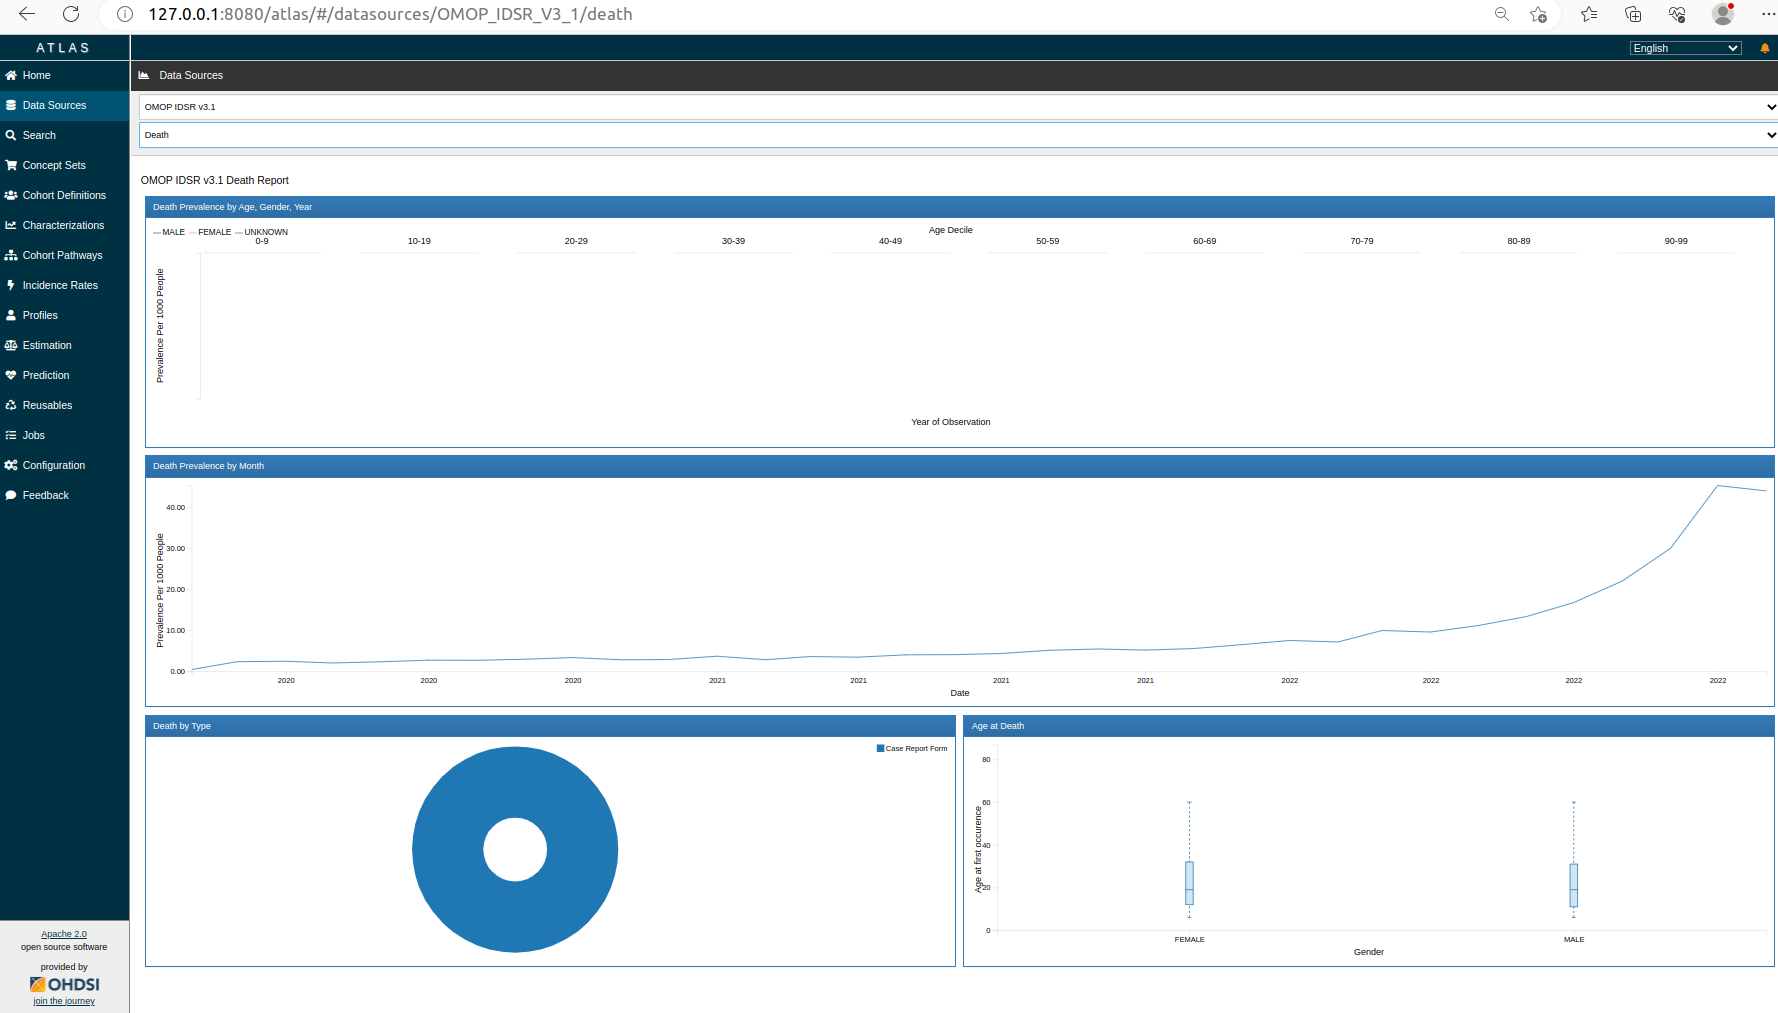 127.0.0.1:8080/atlas/#/datasources/OMOP_IDSR_V3_1/death
ATLAS
English
Home
Data Sources
Search
Concept Sets
Cohort Definitions
Characterizations
Cohort Pathways
Incidence Rates
Profiles
Estimation
Prediction
Reusables
Jobs
Configuration
Feedback
Apache 2.0
open source software
provided by
OHDSI
join the journey
Data Sources
OMOP IDSR v3.1
Death
OMOP IDSR v3.1 Death Report
Death Prevalence by Age, Gender, Year
MALE FEMALE UNKNOWN
Age Decile
0-9 10-19 20-29 30-39 40-49 50-59 60-69 70-79 80-89 90-99
Prevalence Per 1000 People
Year of Observation
Death Prevalence by Month
Prevalence Per 1000 People
40.00
30.00
20.00
10.00
0.00
2020 2020 2020 2021 2021 2021 2021 2022 2022 2022 2022
Date
Death by Type
Case Report Form
Age at Death
Age at first occurence
80
60
40
20
0
FEMALE MALE
Gender